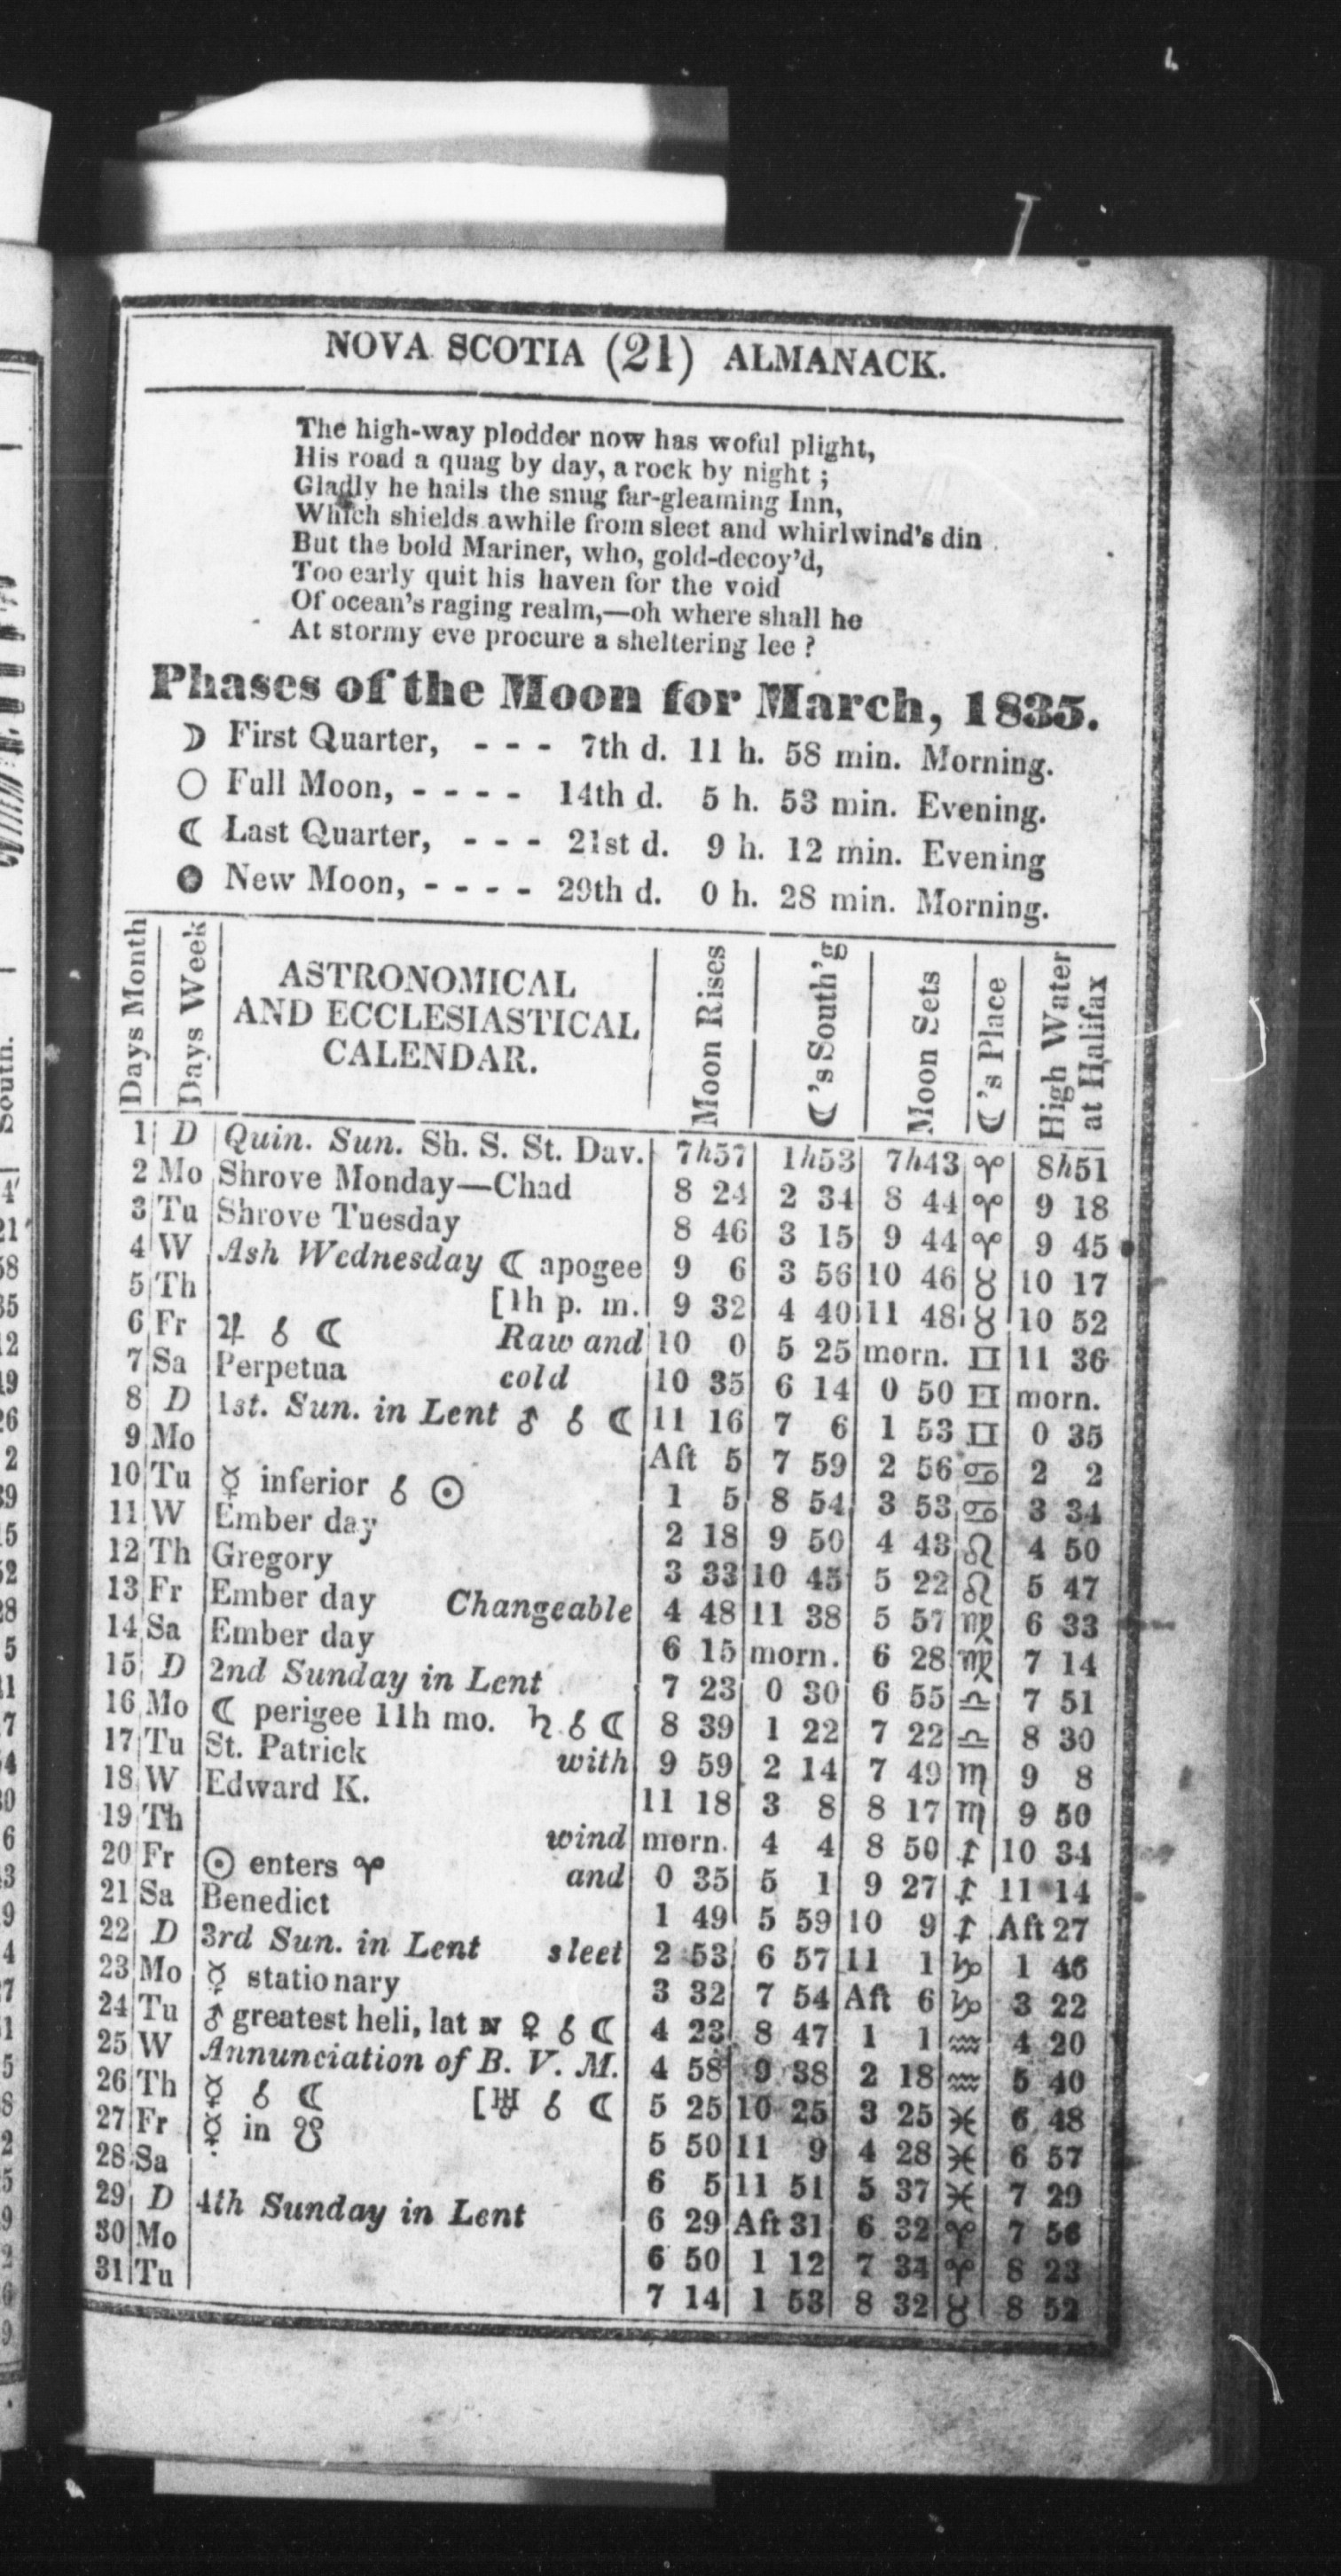 NOVA SCOTIA (21) ALMANACK.
The high-way plodder now has woful plight,
His road a quag by day, a rock by night ;
Gladly he hails the snug far-gleaming Inn,
Which shields awhile from sleet and whirlwind's din
But the bold Mariner, who, gold-decoy'd,
Too early quit his haven for the void
Of ocean's raging realm,—oh where shall he
At stormy eve procure a sheltering lee ?
Phases of the Moon for March, 1835.
☽ First Quarter, - - - 7th d. 11 h. 58 min. Morning.
○ Full Moon, - - - - 14th d. 5 h. 53 min. Evening.
☾ Last Quarter, - - - 21st d. 9 h. 12 min. Evening
● New Moon, - - - - 29th d. 0 h. 28 min. Morning.
Days Month | Days Week | ASTRONOMICAL AND ECCLESIASTICAL CALENDAR. | Moon Rises | ☾'s South'g | Moon Sets | ☾'s Place | High Water at Halifax
1 D Quin. Sun. Sh. S. St. Dav. 7h57 1h53 7h43 ♈ 8h51
2 Mo Shrove Monday—Chad 8 24 2 34 8 44 ♈ 9 18
3 Tu Shrove Tuesday 8 46 3 15 9 44 ♈ 9 45
4 W Ash Wednesday ☾ apogee 9 6 3 56 10 46 ♉ 10 17
5 Th [1h p. m. 9 32 4 40 11 48 ♉ 10 52
6 Fr ♃ ☌ ☾ Raw and 10 0 5 25 morn. ♊ 11 36
7 Sa Perpetua cold 10 35 6 14 0 50 ♊ morn.
8 D 1st. Sun. in Lent ♂ ☌ ☾ 11 16 7 6 1 53 ♊ 0 35
9 Mo Aft 5 7 59 2 56 ♋ 2 2
10 Tu ☿ inferior ☌ ☉ 1 5 8 54 3 53 ♋ 3 34
11 W Ember day 2 18 9 50 4 43 ♌ 4 50
12 Th Gregory 3 33 10 45 5 22 ♌ 5 47
13 Fr Ember day Changeable 4 48 11 38 5 57 ♍ 6 33
14 Sa Ember day 6 15 morn. 6 28 ♍ 7 14
15 D 2nd Sunday in Lent 7 23 0 30 6 55 ♎ 7 51
16 Mo ☾ perigee 11h mo. ♄ ☌ ☾ 8 39 1 22 7 22 ♎ 8 30
17 Tu St. Patrick with 9 59 2 14 7 49 ♏ 9 8
18 W Edward K. 11 18 3 8 8 17 ♏ 9 50
19 Th wind morn. 4 4 8 50 ♐ 10 34
20 Fr ☉ enters ♈ and 0 35 5 1 9 27 ♐ 11 14
21 Sa Benedict 1 49 5 59 10 9 ♐ Aft 27
22 D 3rd Sun. in Lent sleet 2 53 6 57 11 1 ♑ 1 46
23 Mo ☿ stationary 3 32 7 54 Aft 6 ♑ 3 22
24 Tu ♂ greatest heli, lat N ♀ ☌ ☾ 4 23 8 47 1 1 ♒ 4 20
25 W Annunciation of B. V. M. 4 58 9 38 2 18 ♒ 5 40
26 Th ☿ ☌ ☾ [♅ ☌ ☾ 5 25 10 25 3 25 ♓ 6 48
27 Fr ☿ in ☋ 5 50 11 9 4 28 ♓ 6 57
28 Sa 6 5 11 51 5 37 ♓ 7 29
29 D 4th Sunday in Lent 6 29 Aft 31 6 32 ♈ 7 56
30 Mo 6 50 1 12 7 34 ♈ 8 23
31 Tu 7 14 1 53 8 32 ♉ 8 52